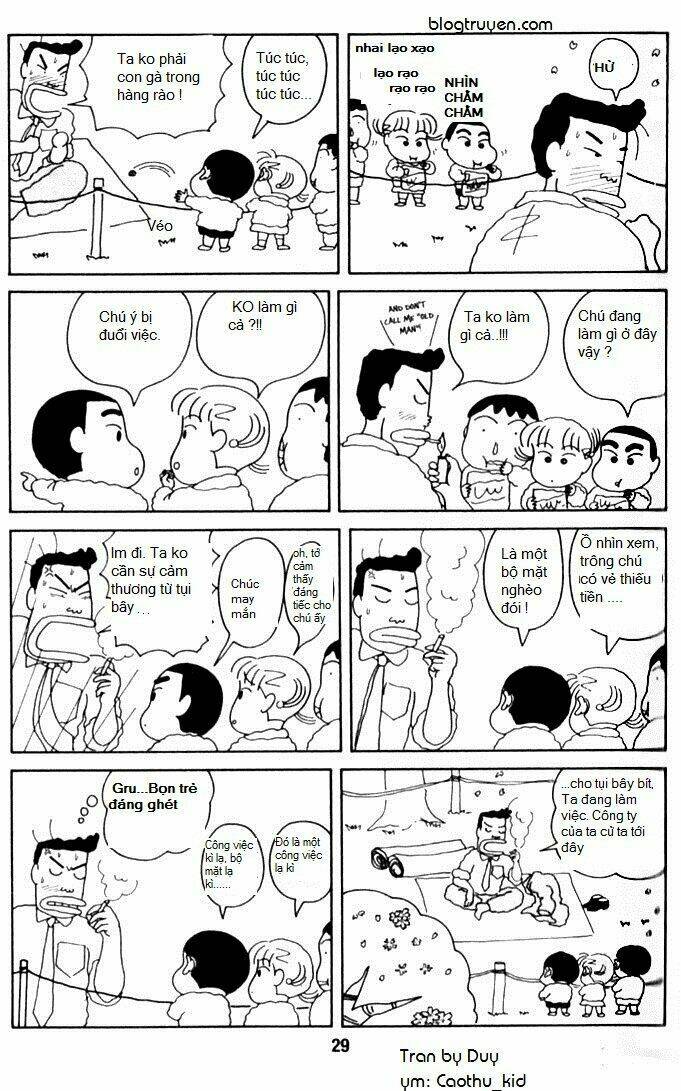 blogtruyen.com
HỪ
NHÌN
CHẰM
CHẰM
nhai lạo xạo
lạo rạo
rạo rạo
Túc túc,
túc túc
túc túc...
Ta ko phải
con gà trong
hàng rào !
Véo
Chú đang
làm gì ở đây
vậy ?
Ta ko làm
gì cả..!!!
AND DON'T
CALL ME "OLD
MAN"!
KO làm gì
cả ?!!
Chú ý bị
đuổi việc.
Ồ nhìn xem,
trông chú
có vẻ thiếu
tiền ....
Là một
bộ mặt
nghèo
đói !
oh, tớ
cảm
thấy
đáng
tiếc cho
chú ấy
Chúc
may
mắn
Im đi. Ta ko
cần sự cảm
thương từ tụi
bây ...
...cho tụi bây bít,
Ta đang làm
việc. Công ty
của ta cử ta tới
đây
Đó là một
công việc
lạ kì
Công việc
kì lạ, bộ
mặt lạ
kì......
Gru...Bọn trẻ
đáng ghét
29
Tran by Duy
ym: Caothu_kid